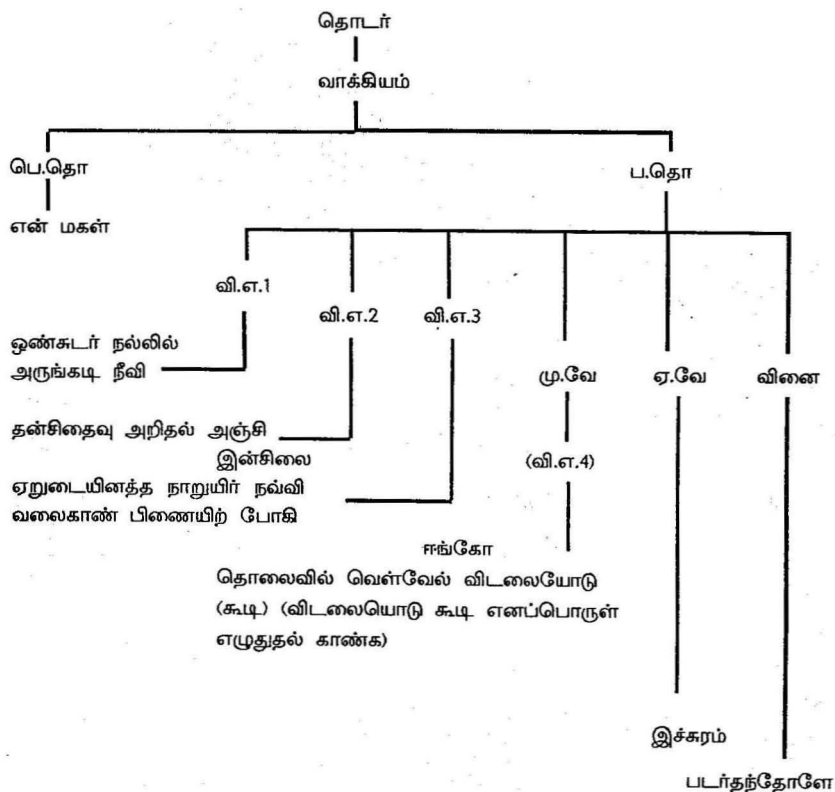 தொடர்
வாக்கியம்
பெ.தொ
ப.தொ
என் மகள்
வி.எ.1
வி.எ.2
வி.எ.3
ஒண்சுடர் நல்லில்
அருங்கடி நீவி
மு.வே
ஏ.வே
வினை
தன்சிதைவு அறிதல் அஞ்சி
இன்சிலை
ஏறுடையினத்த நாறுயிர் நவ்வி
வலைகாண் பிணையிற் போகி
(வி.எ.4)
ஈங்கோ
தொலைவில் வெள்வேல் விடலையோடு
(கூடி) (விடலையொடு கூடி எனப்பொருள்
எழுதுதல் காண்க)
இச்சுரம்
படர்தந்தோளே